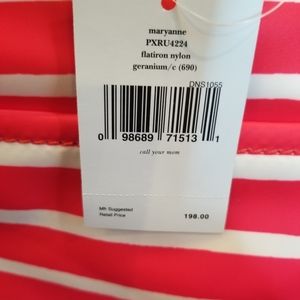 maryanne
PXRU4224
flatiron nylon
geranium/c (690)
DNS1055
0 98689 71513 1
call your mom
Mfr Suggested
Retail Price
198.00